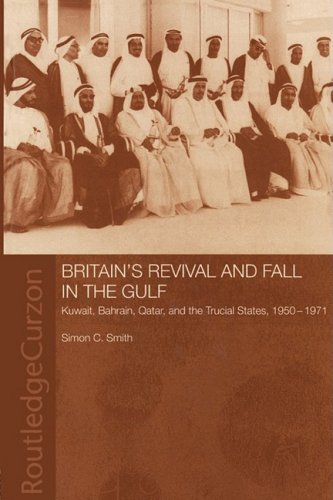 BRITAIN'S REVIVAL AND FALL
IN THE GULF
Kuwait, Bahrain, Qatar, and the Trucial States, 1950–1971
Simon C. Smith
RoutledgeCurzon